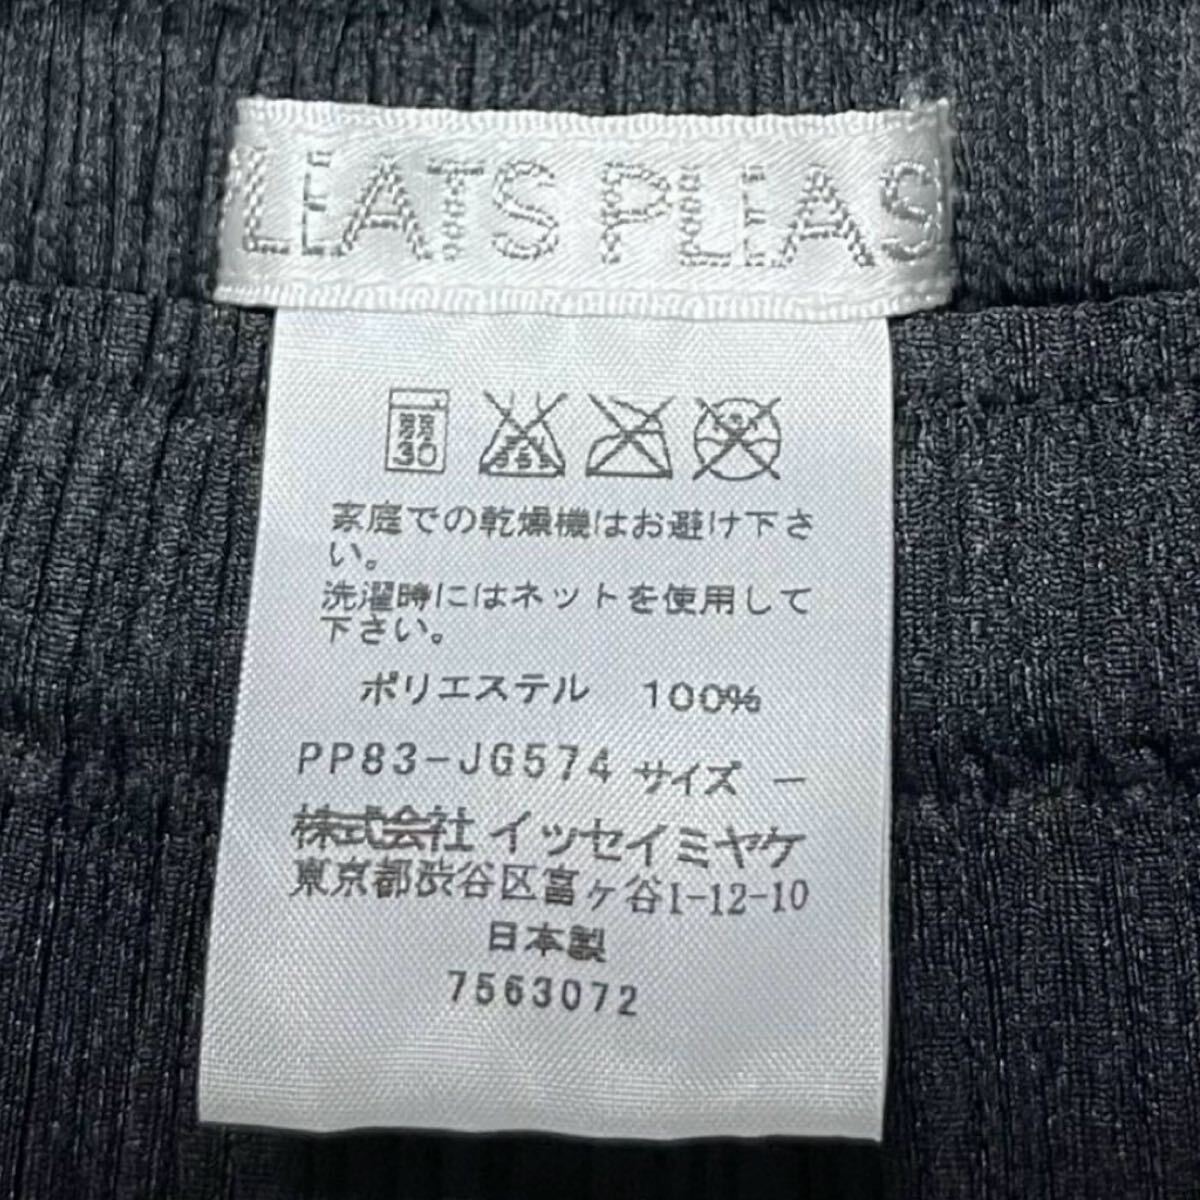 PLEATS PLEAS
30
家庭での乾燥機はお避け下さ
い。
洗濯時にはネットを使用して
下さい。
ポリエステル 100%
PP83-JG574 サイズ ー
株式会社 イッセイミヤケ
東京都渋谷区富ヶ谷1-12-10
日本製
7563072